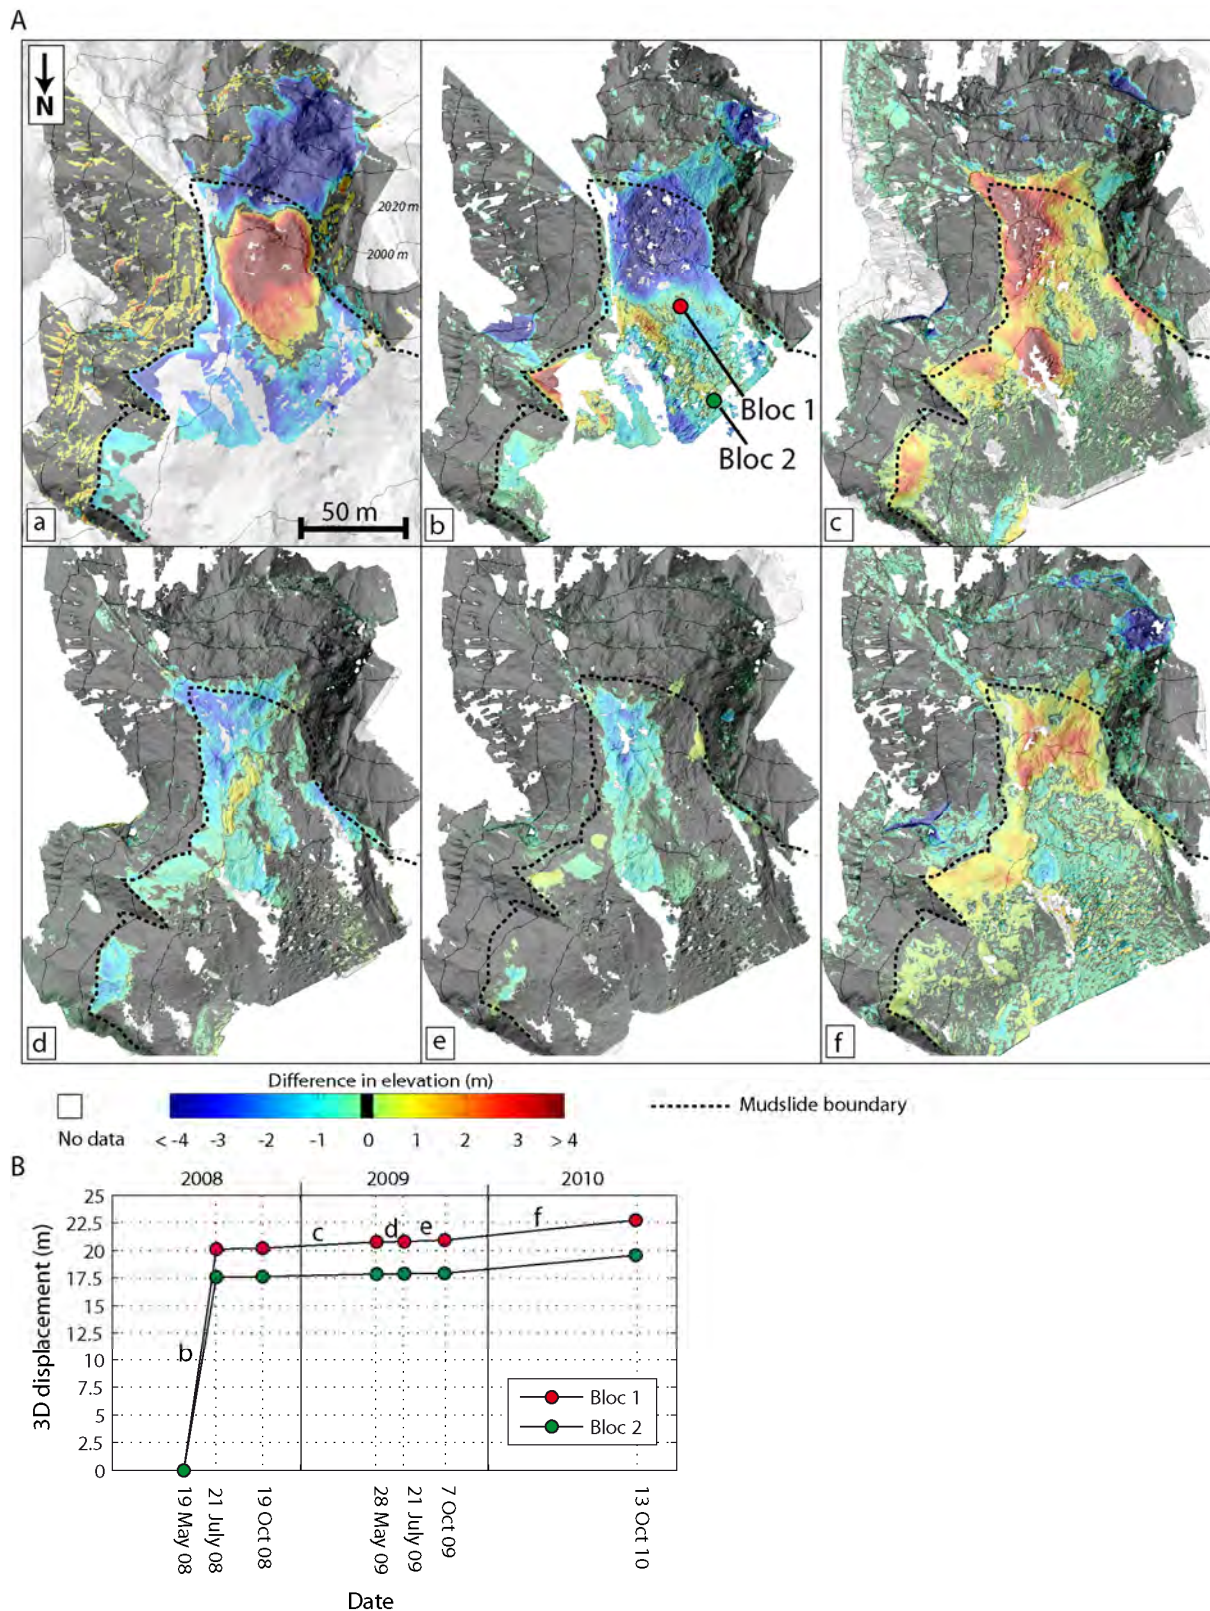 A
N
2020 m
2000 m
50 m
a
Bloc 1
Bloc 2
b
c
d
e
f
Difference in elevation (m)
No data
< -4 -3 -2 -1 0 1 2 3 > 4
Mudslide boundary
B
2008 2009 2010
3D displacement (m)
25
22.5
20
17.5
15
12.5
10
7.5
5
2.5
0
b
c
d
e
f
Bloc 1
Bloc 2
19 May 08
21 July 08
19 Oct 08
28 May 09
21 July 09
7 Oct 09
13 Oct 10
Date